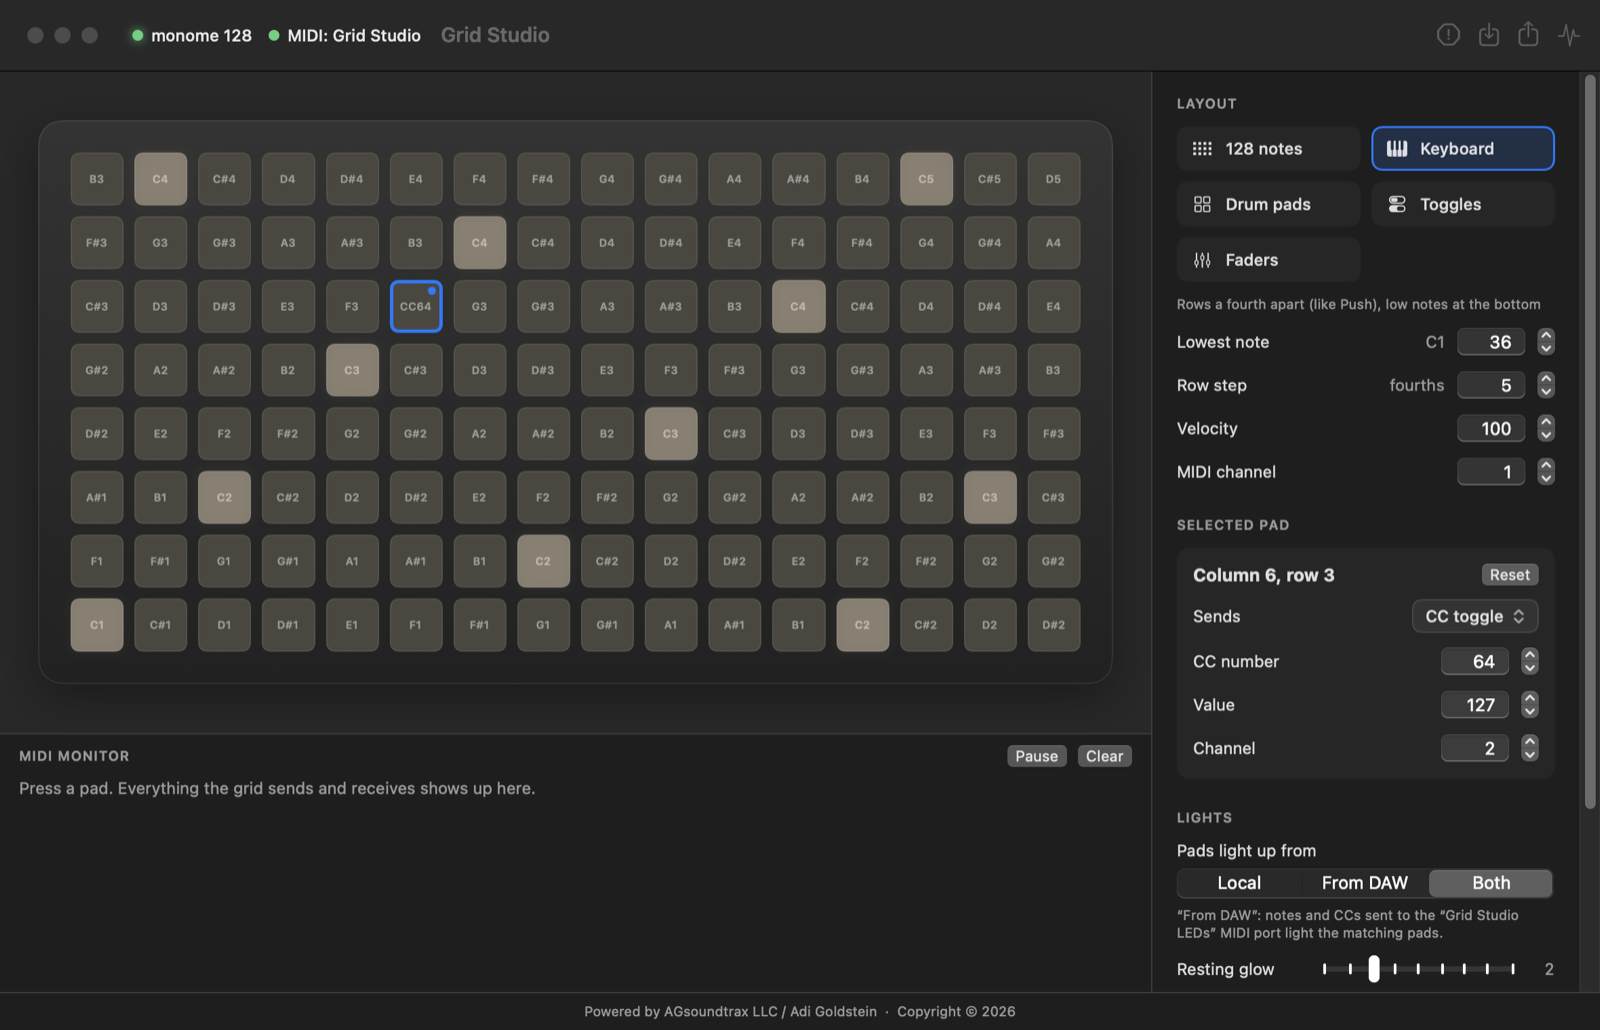 monome 128 MIDI: Grid Studio Grid Studio
B3 C4 C#4 D4 D#4 E4 F4 F#4 G4 G#4 A4 A#4 B4 C5 C#5 D5
F#3 G3 G#3 A3 A#3 B3 C4 C#4 D4 D#4 E4 F4 F#4 G4 G#4 A4
C#3 D3 D#3 E3 F3 CC64 G3 G#3 A3 A#3 B3 C4 C#4 D4 D#4 E4
G#2 A2 A#2 B2 C3 C#3 D3 D#3 E3 F3 F#3 G3 G#3 A3 A#3 B3
D#2 E2 F2 F#2 G2 G#2 A2 A#2 B2 C3 C#3 D3 D#3 E3 F3 F#3
A#1 B1 C2 C#2 D2 D#2 E2 F2 F#2 G2 G#2 A2 A#2 B2 C3 C#3
F1 F#1 G1 G#1 A1 A#1 B1 C2 C#2 D2 D#2 E2 F2 F#2 G2 G#2
C1 C#1 D1 D#1 E1 F1 F#1 G1 G#1 A1 A#1 B1 C2 C#2 D2 D#2
MIDI MONITOR Pause Clear
Press a pad. Everything the grid sends and receives shows up here.
LAYOUT
128 notes Keyboard
Drum pads Toggles
Faders
Rows a fourth apart (like Push), low notes at the bottom
Lowest note C1 36
Row step fourths 5
Velocity 100
MIDI channel 1
SELECTED PAD
Column 6, row 3 Reset
Sends CC toggle
CC number 64
Value 127
Channel 2
LIGHTS
Pads light up from
Local From DAW Both
“From DAW”: notes and CCs sent to the “Grid Studio
LEDs” MIDI port light the matching pads.
Resting glow 2
Powered by AGsoundtrax LLC / Adi Goldstein · Copyright © 2026